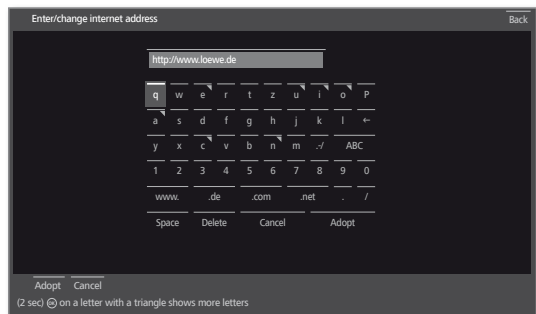 Enter/change internet address Back
http://www.loewe.de
q w e r t z u i o P
a s d f g h j k l ←
y x c v b n m .-/ ABC
1 2 3 4 5 6 7 8 9 0
www. .de .com .net . /
Space Delete Cancel Adopt
Adopt Cancel
(2 sec) OK on a letter with a triangle shows more letters